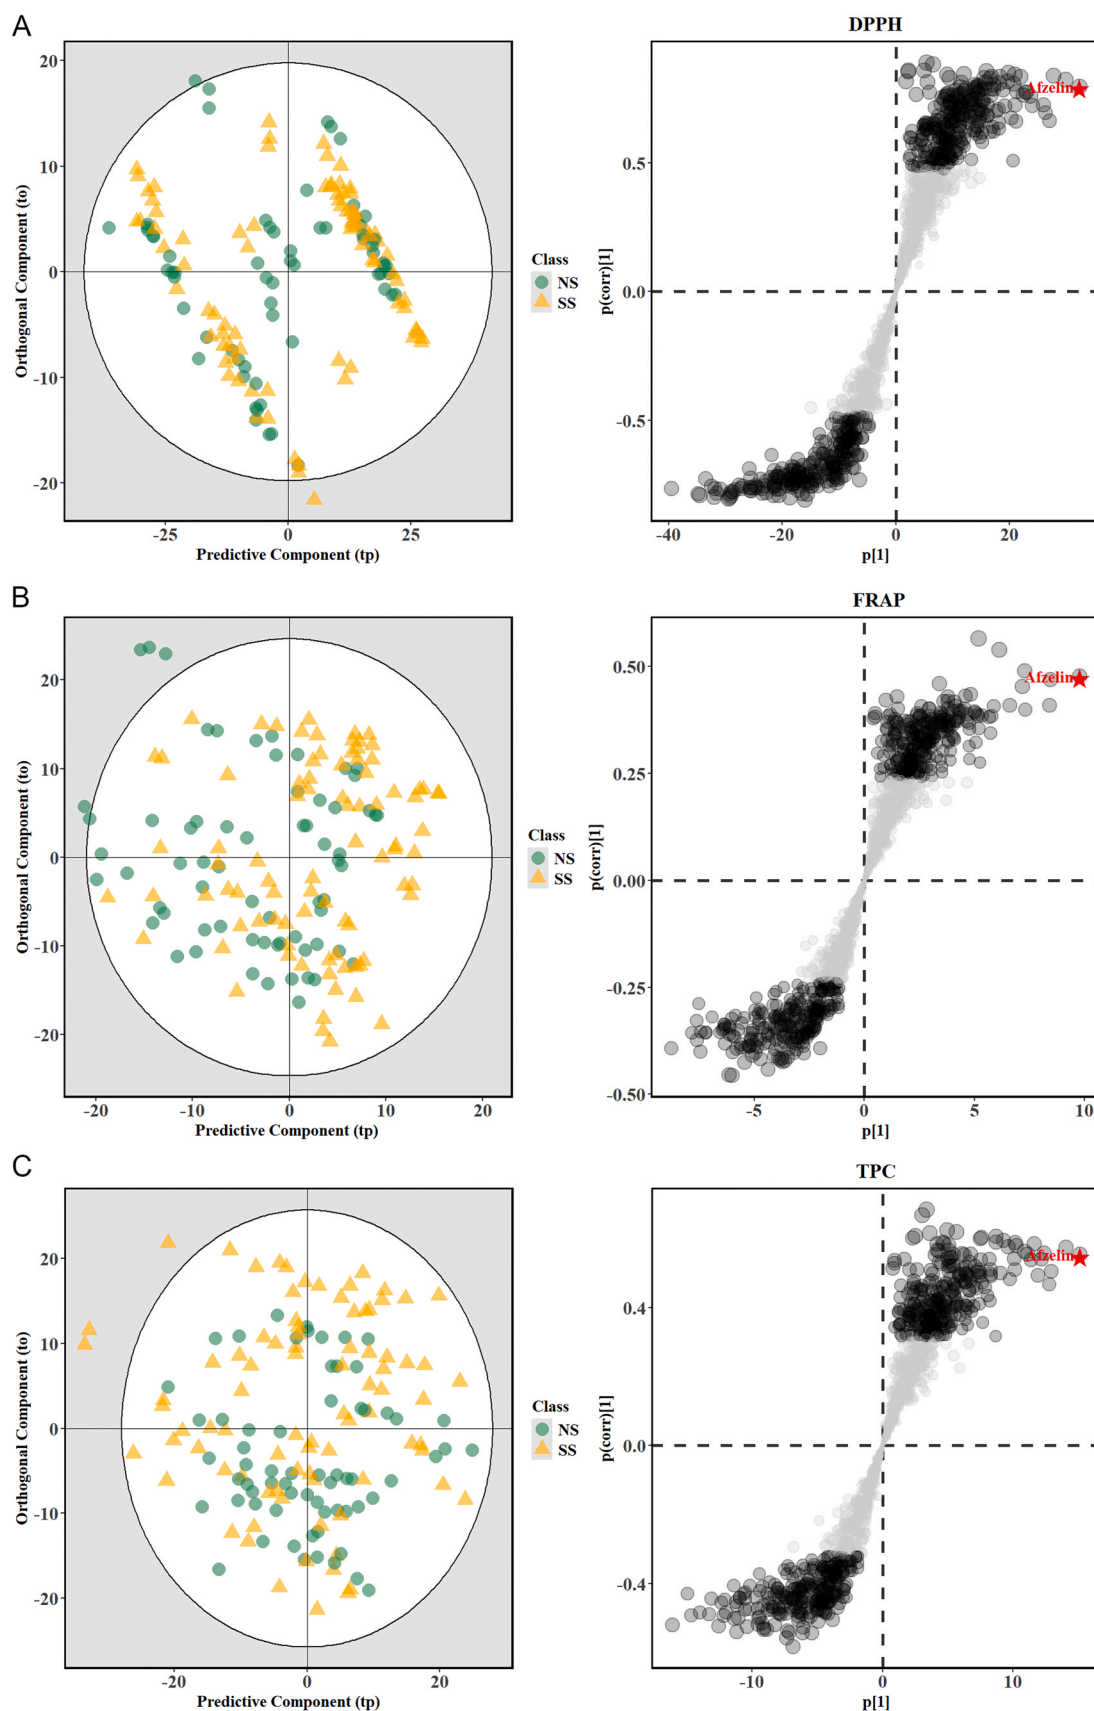 A
DPPH
20
10
0
-10
-20
Orthogonal Component (to)
-25
0
25
Predictive Component (tp)
Class
NS
SS
0.5
0.0
-0.5
p(corr)[1]
Afzelin
-40
-20
0
20
p[1]
B
FRAP
20
10
0
-10
-20
Orthogonal Component (to)
-20
-10
0
10
20
Predictive Component (tp)
Class
NS
SS
0.50
0.25
0.00
-0.25
-0.50
p(corr)[1]
Afzelin
-5
0
5
10
p[1]
C
TPC
20
10
0
-10
-20
Orthogonal Component (to)
-20
0
20
Predictive Component (tp)
Class
NS
SS
0.4
0.0
-0.4
p(corr)[1]
Afzelin
-10
0
10
p[1]